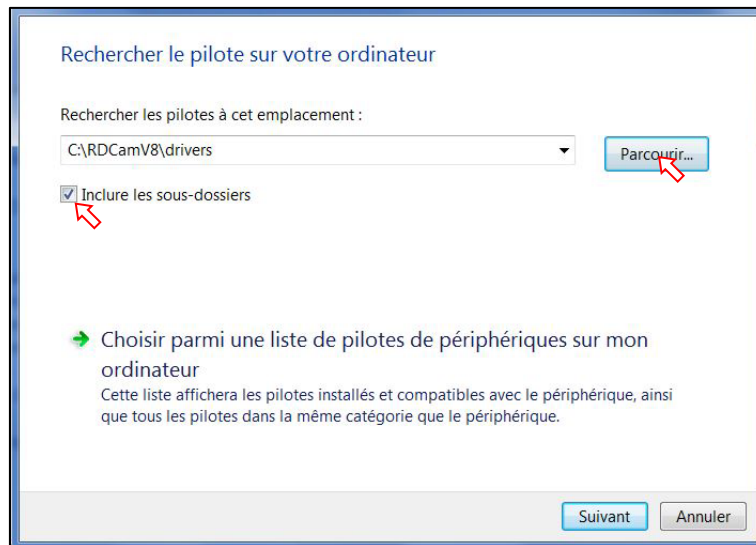 Rechercher le pilote sur votre ordinateur
Rechercher les pilotes à cet emplacement :
C:\RDCamV8\drivers
Parcourir...
Inclure les sous-dossiers
Choisir parmi une liste de pilotes de périphériques sur mon
ordinateur
Cette liste affichera les pilotes installés et compatibles avec le périphérique, ainsi
que tous les pilotes dans la même catégorie que le périphérique.
Suivant
Annuler